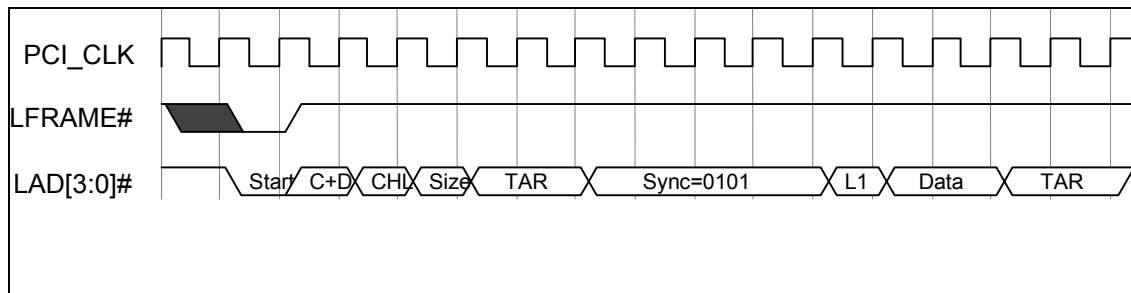 PCI_CLK
LFRAME#
LAD[3:0]# Start C+D CHL Size TAR Sync=0101 L1 Data TAR